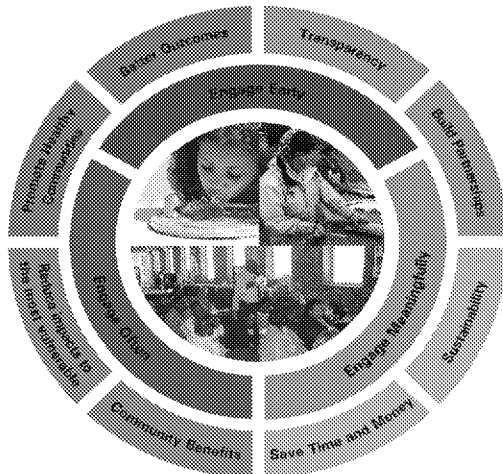 Better Outcomes
Transparency
Build Partnerships
Sustainability
Save Time and Money
Community Benefits
Reduce impacts to
the most vulnerable
Promote Healthy
Communities
Engage Early
Engage Meaningfully
Engage Often